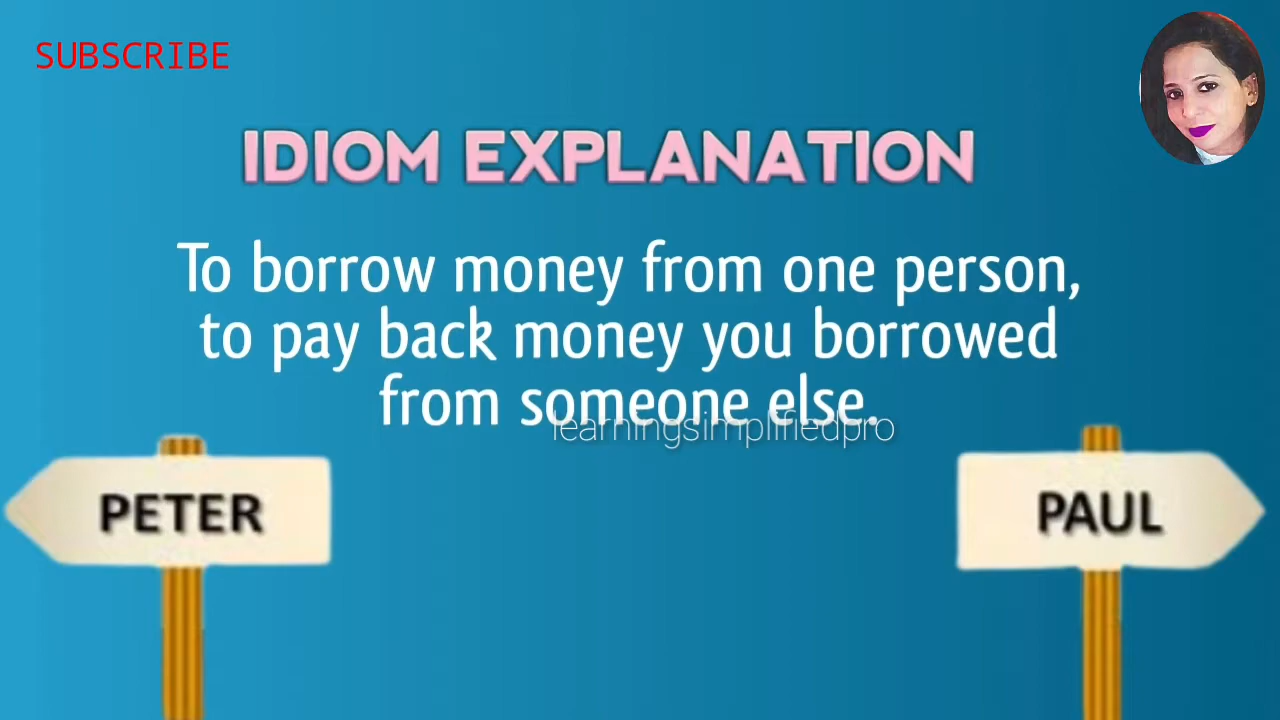 SUBSCRIBE
IDIOM EXPLANATION
To borrow money from one person,
to pay back money you borrowed
from someone else.
learningsimplifiedpro
PETER
PAUL